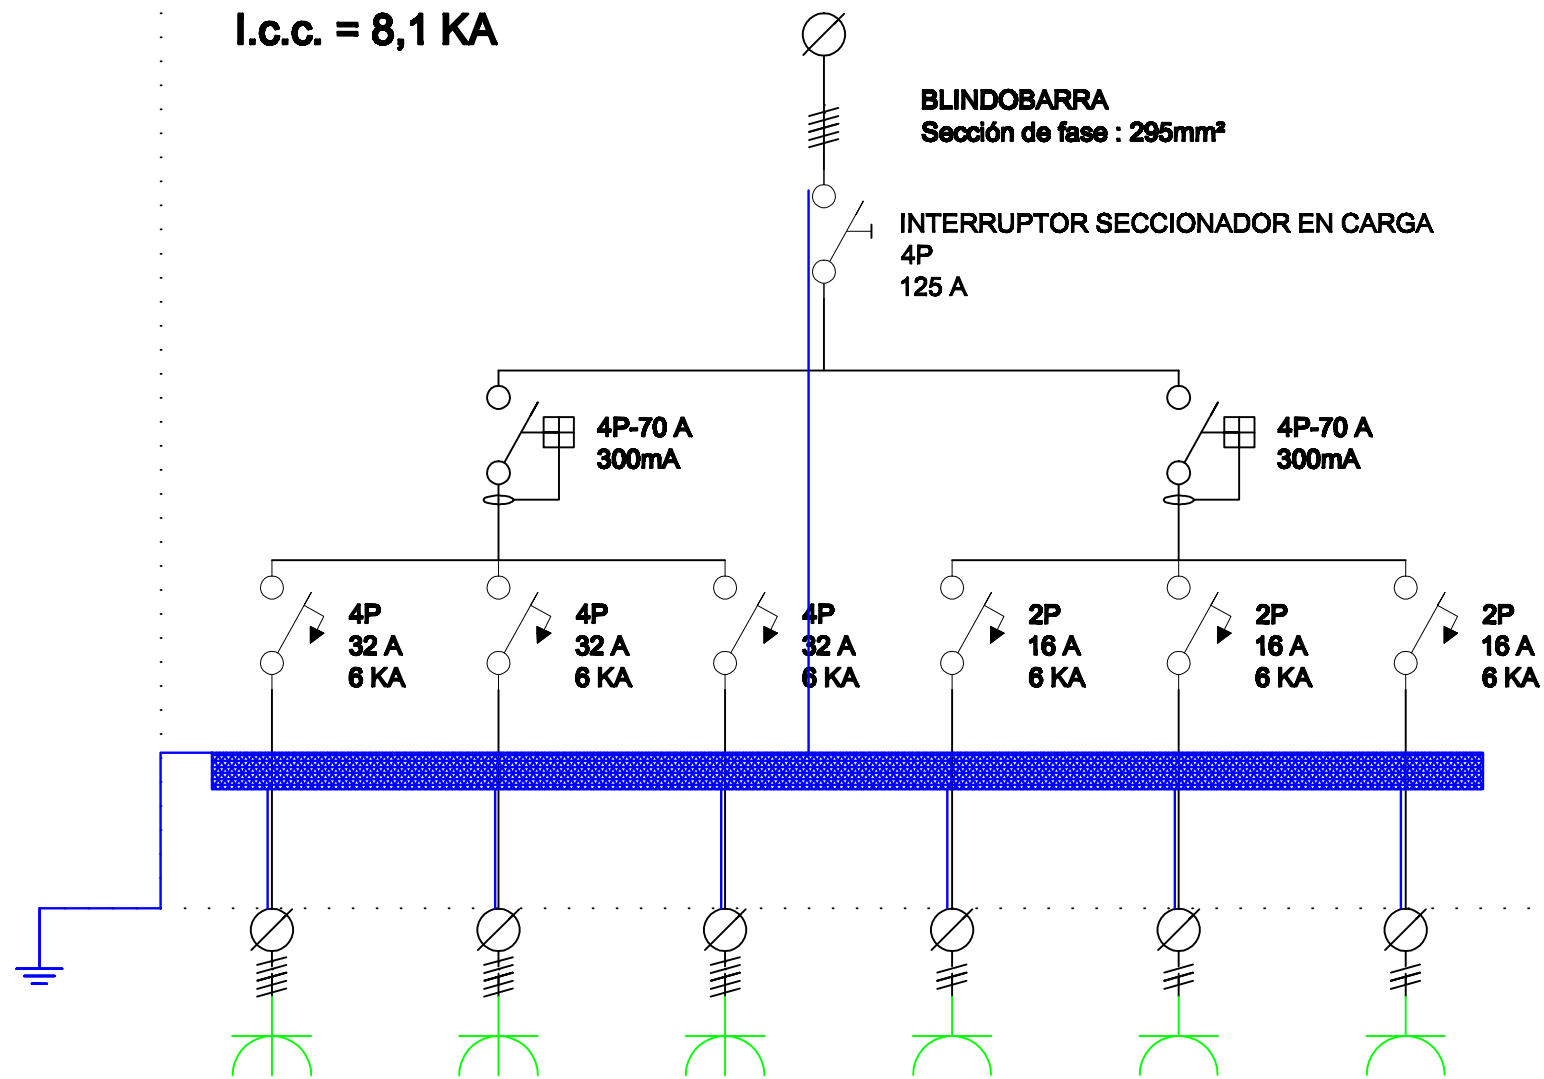 I.c.c. = 8,1 KA
BLINDOBARRA
Sección de fase : 295mm²
INTERRUPTOR SECCIONADOR EN CARGA
4P
125 A
4P-70 A
300mA
4P-70 A
300mA
4P
32 A
6 KA
4P
32 A
6 KA
4P
32 A
6 KA
2P
16 A
6 KA
2P
16 A
6 KA
2P
16 A
6 KA